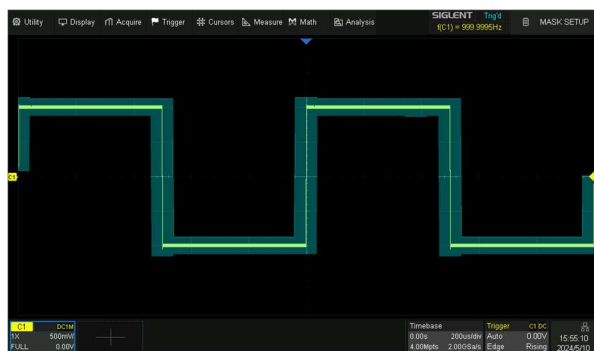 Utility Display Acquire Trigger Cursors Measure Math Analysis
SIGLENT Trig'd
f(C1) = 999.9995Hz
MASK SETUP
C1
C1 DC1M
1X 500mV/
FULL 0.00V
Timebase
0.00s 200us/div
4.00Mpts 2.00GSa/s
Trigger C1 DC
Auto 0.00V
Edge Rising
15:55:10
2024/5/10